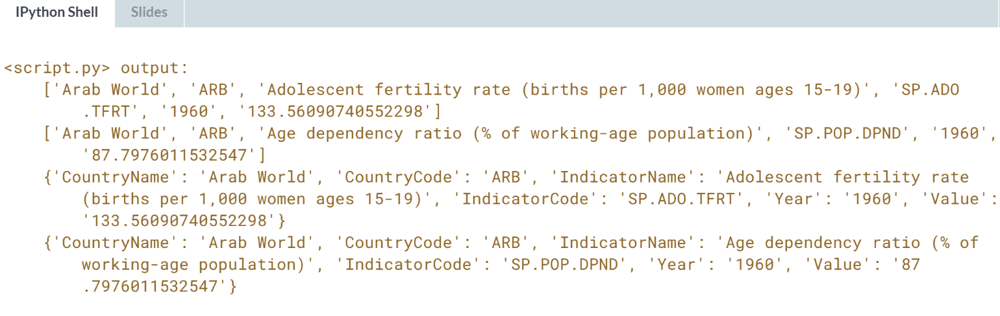 IPython Shell
Slides
<script.py> output:
['Arab World', 'ARB', 'Adolescent fertility rate (births per 1,000 women ages 15-19)', 'SP.ADO
.TFRT', '1960', '133.56090740552298']
['Arab World', 'ARB', 'Age dependency ratio (% of working-age population)', 'SP.POP.DPND', '1960',
'87.7976011532547']
{'CountryName': 'Arab World', 'CountryCode': 'ARB', 'IndicatorName': 'Adolescent fertility rate
(births per 1,000 women ages 15-19)', 'IndicatorCode': 'SP.ADO.TFRT', 'Year': '1960', 'Value':
'133.56090740552298'}
{'CountryName': 'Arab World', 'CountryCode': 'ARB', 'IndicatorName': 'Age dependency ratio (% of
working-age population)', 'IndicatorCode': 'SP.POP.DPND', 'Year': '1960', 'Value': '87
.7976011532547'}